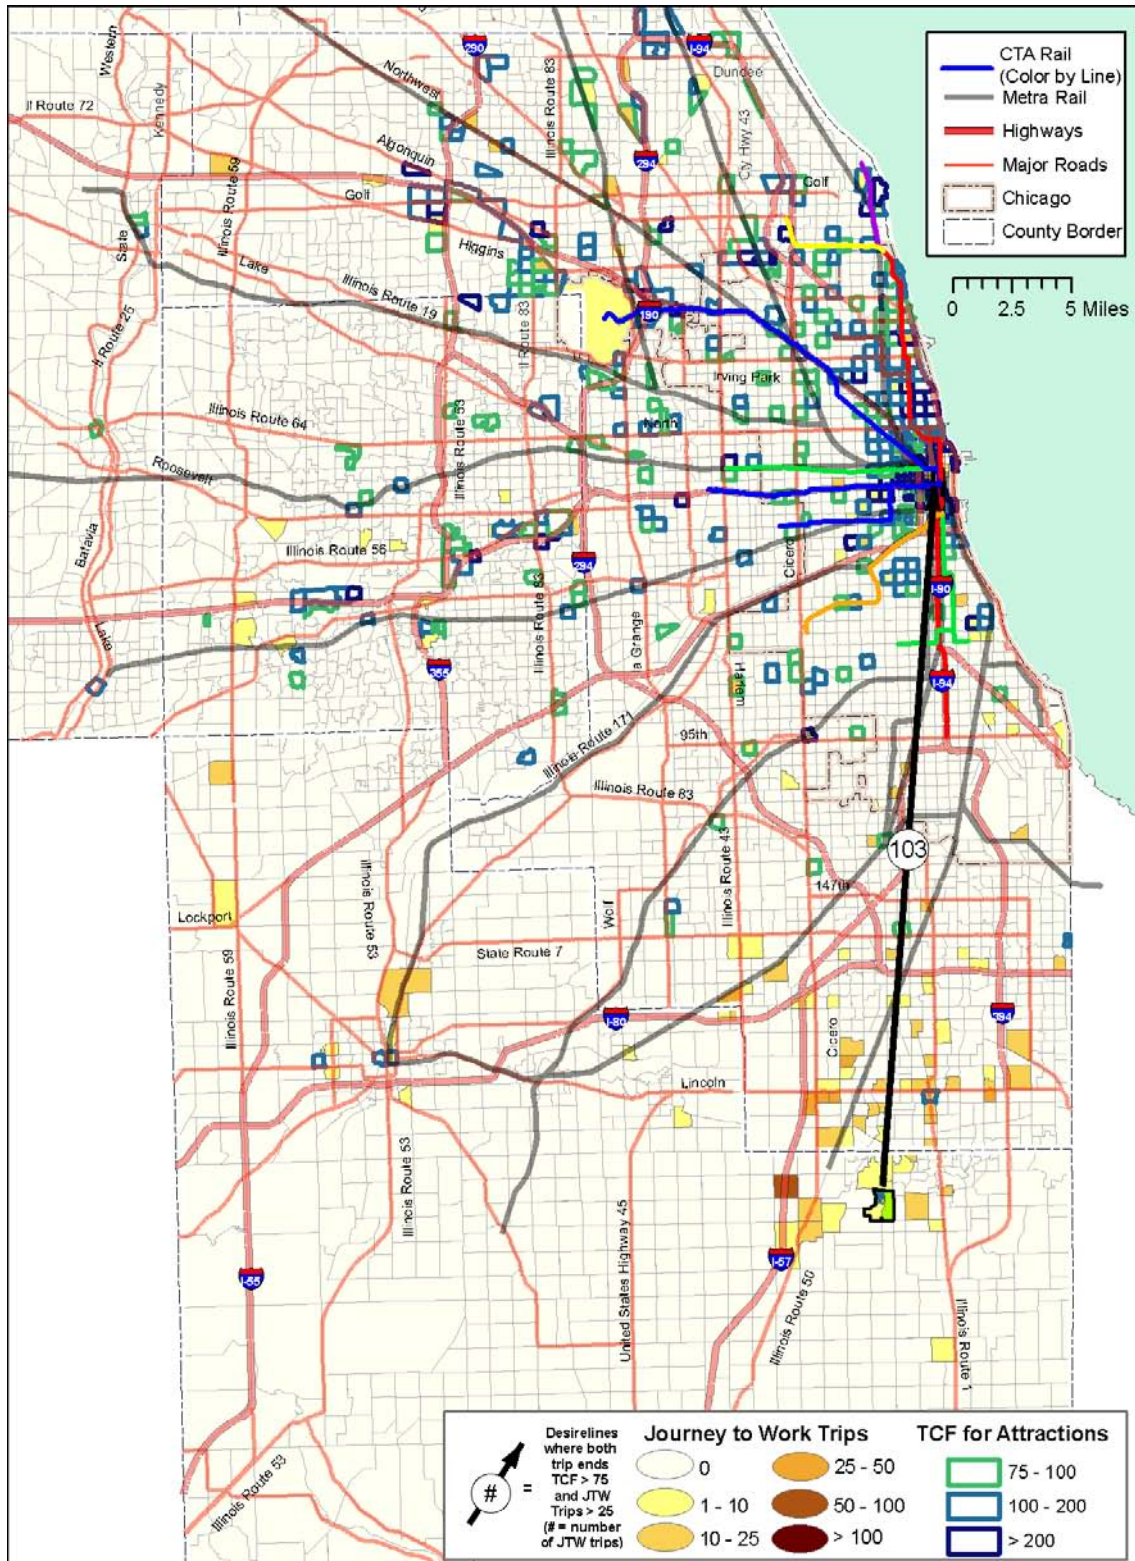 Western
290
I-94
Dundee
Il Route 72
Kennedy
Northwest
Illinois Route 83
Cty Hwy 43
CTA Rail
(Color by Line)
Metra Rail
Highways
Major Roads
Chicago
County Border
Algonquin
294
Illinois Route 59
Golf
Golf
Higgins
State
Lake
Illinois Route 19
Il Route 83
190
0 2.5 5 Miles
Il Route 25
Irving Park
Illinois Route 64
Illinois Route 53
North
Roosevelt
Illinois Route 56
294
Cicero
Batavia
Illinois Route 83
I-90
Lake
355
a Grange
Harlem
I-94
95th
Illinois Route 171
Illinois Route 83
Illinois Route 43
103
147th
Illinois Route 53
Lockport
Wolf
State Route 7
Illinois Route 59
I-80
Cicero
394
Lincoln
Illinois Route 53
United States Highway 45
I-57
I-55
Illinois Route 50
Illinois Route 1
Illinois Route 53
Desirelines
where both
trip ends
TCF > 75
and JTW
Trips > 25
(# = number
of JTW trips)
#
=
Journey to Work Trips
0
1 - 10
10 - 25
25 - 50
50 - 100
> 100
TCF for Attractions
75 - 100
100 - 200
> 200